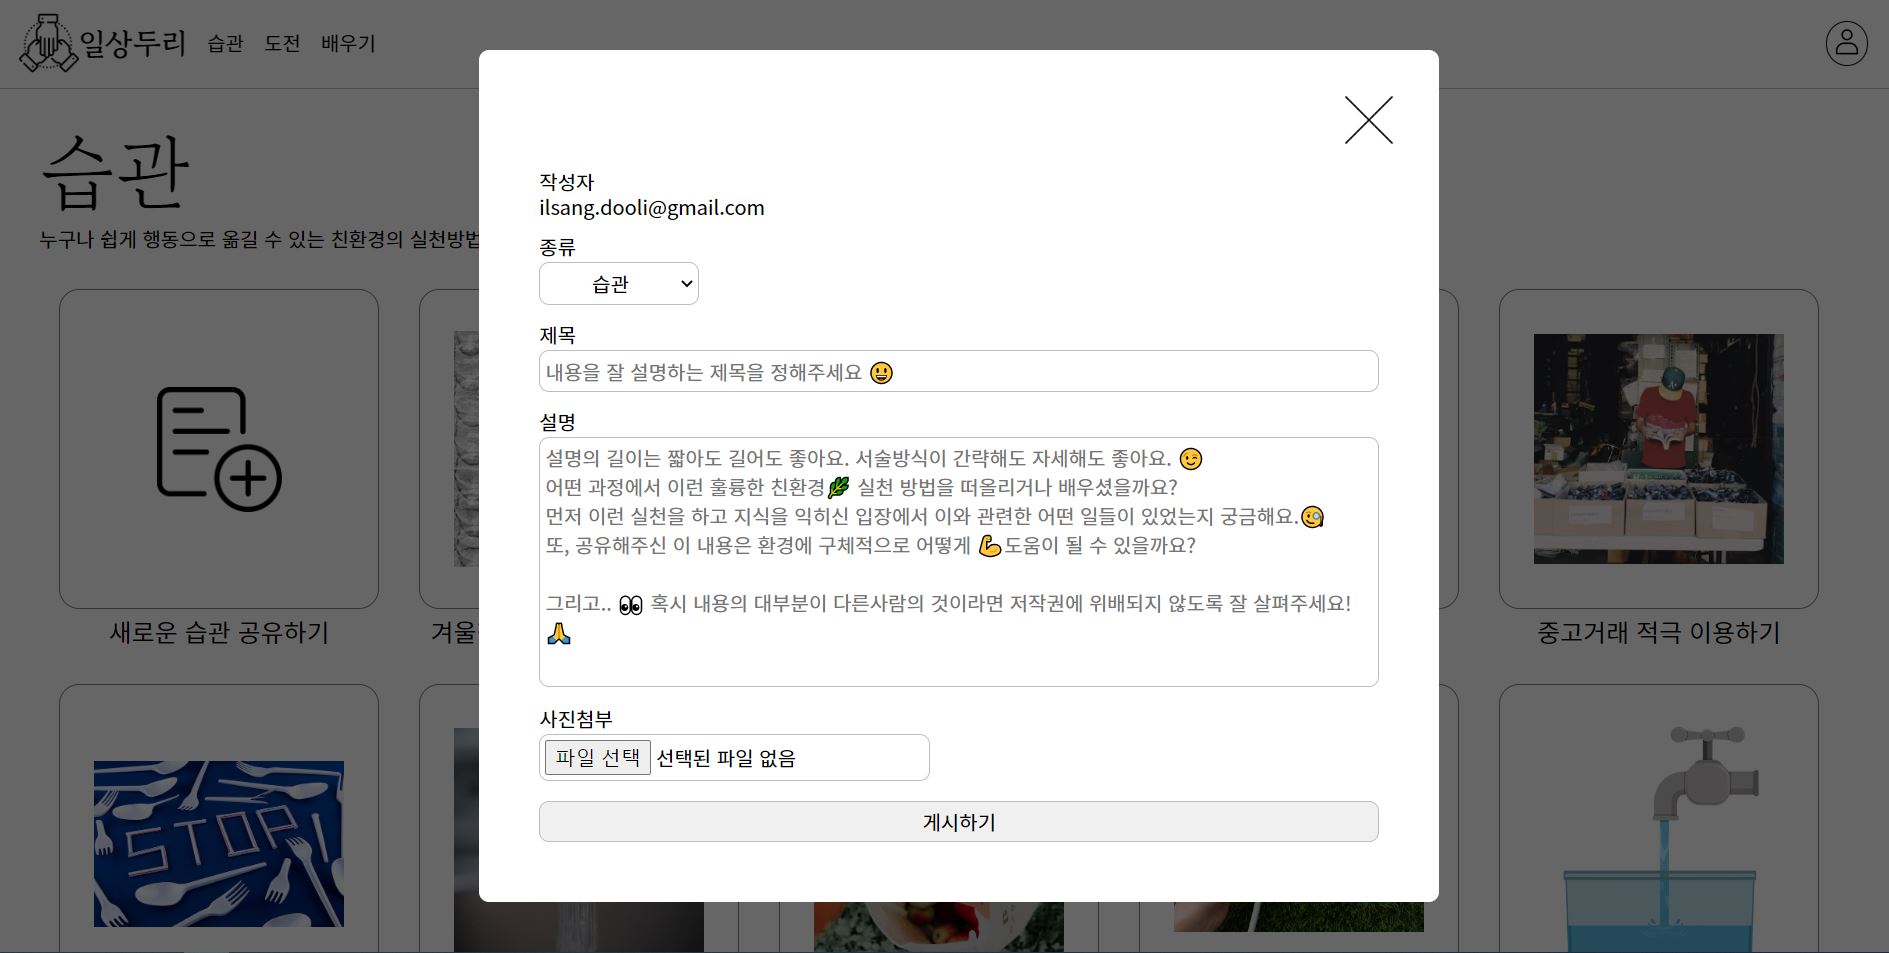 일상두리 습관 도전 배우기
습관
누구나 쉽게 행동으로 옮길 수 있는 친환경의 실천방법
작성자
ilsang.dooli@gmail.com
종류
습관
제목
내용을 잘 설명하는 제목을 정해주세요 😃
설명
설명의 길이는 짧아도 길어도 좋아요. 서술방식이 간략해도 자세해도 좋아요. 😉
어떤 과정에서 이런 훌륭한 친환경🌿 실천 방법을 떠올리거나 배우셨을까요?
먼저 이런 실천을 하고 지식을 익히신 입장에서 이와 관련한 어떤 일들이 있었는지 궁금해요.🧐
또, 공유해주신 이 내용은 환경에 구체적으로 어떻게 💪도움이 될 수 있을까요?
그리고.. 👀 혹시 내용의 대부분이 다른사람의 것이라면 저작권에 위배되지 않도록 잘 살펴주세요!
🙏
사진첨부
파일 선택 선택된 파일 없음
게시하기
새로운 습관 공유하기
겨울
중고거래 적극 이용하기
STOP!